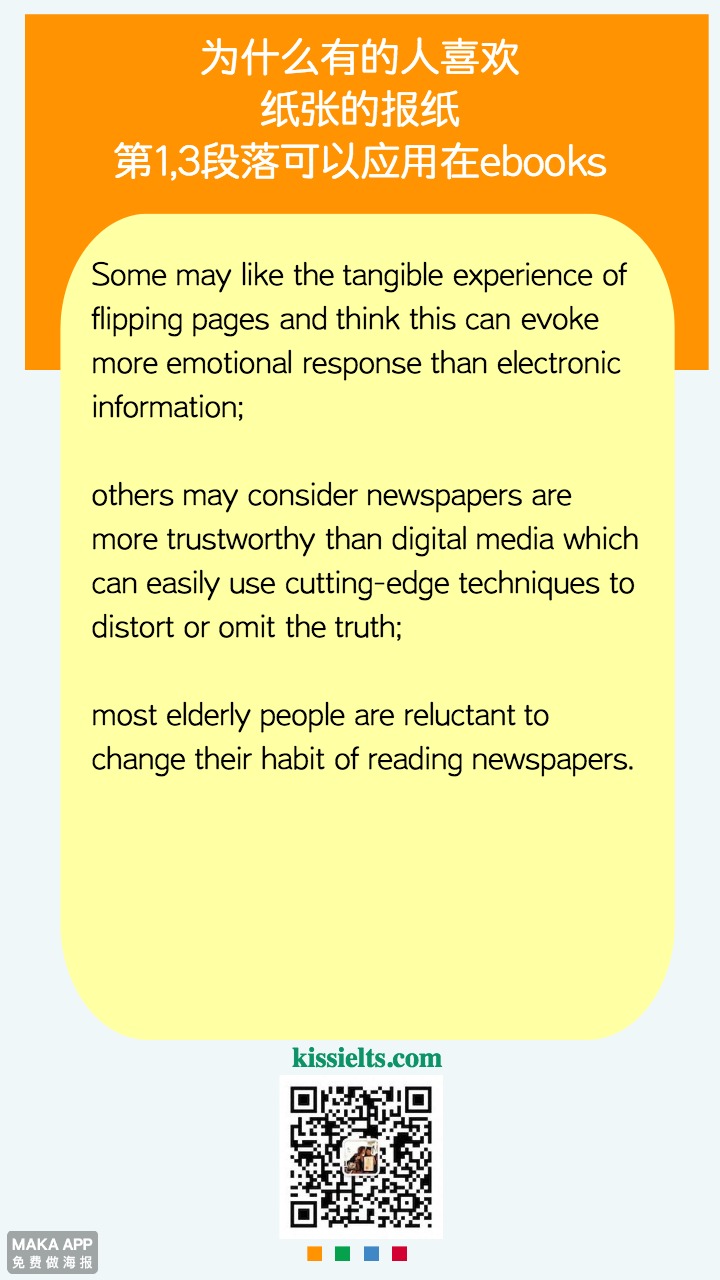 为什么有的人喜欢
纸张的报纸
第1,3段落可以应用在ebooks
Some may like the tangible experience of
flipping pages and think this can evoke
more emotional response than electronic
information;
others may consider newspapers are
more trustworthy than digital media which
can easily use cutting-edge techniques to
distort or omit the truth;
most elderly people are reluctant to
change their habit of reading newspapers.
kissielts.com
MAKA APP
免费做海报